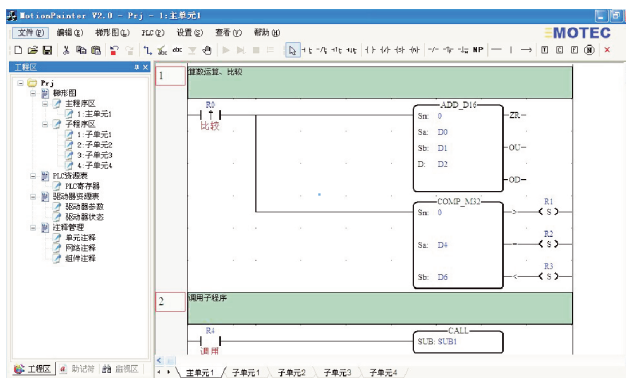 MotionPainter V2.0 - Prj - 1:主单元1
文件(F) 编辑(E) 梯形图(L) PLC(P) 设置(S) 查看(V) 帮助(H)
MOTEC
abc
NP
工程区
Prj
梯形图
主程序区
1:主单元1
子程序区
1:子单元1
2:子单元2
3:子单元3
4:子单元4
PLC资源表
PLC寄存器
驱动器资源表
驱动器参数
驱动器状态
注释管理
单元注释
网络注释
组件注释
工程区 助记符 监视区
1 算数运算、比较
R0
比较
ADD_D16
Sn: 0 ZR
Sa: D0
Sb: D1 OU
D: D2
OD
COMP_M32
Sn: 0 > R1 S
Sa: D4 = R2 S
Sb: D6 < R3 S
2 调用子程序
R4
调用
CALL
SUB: SUB1
主单元1 子单元1 子单元2 子单元3 子单元4